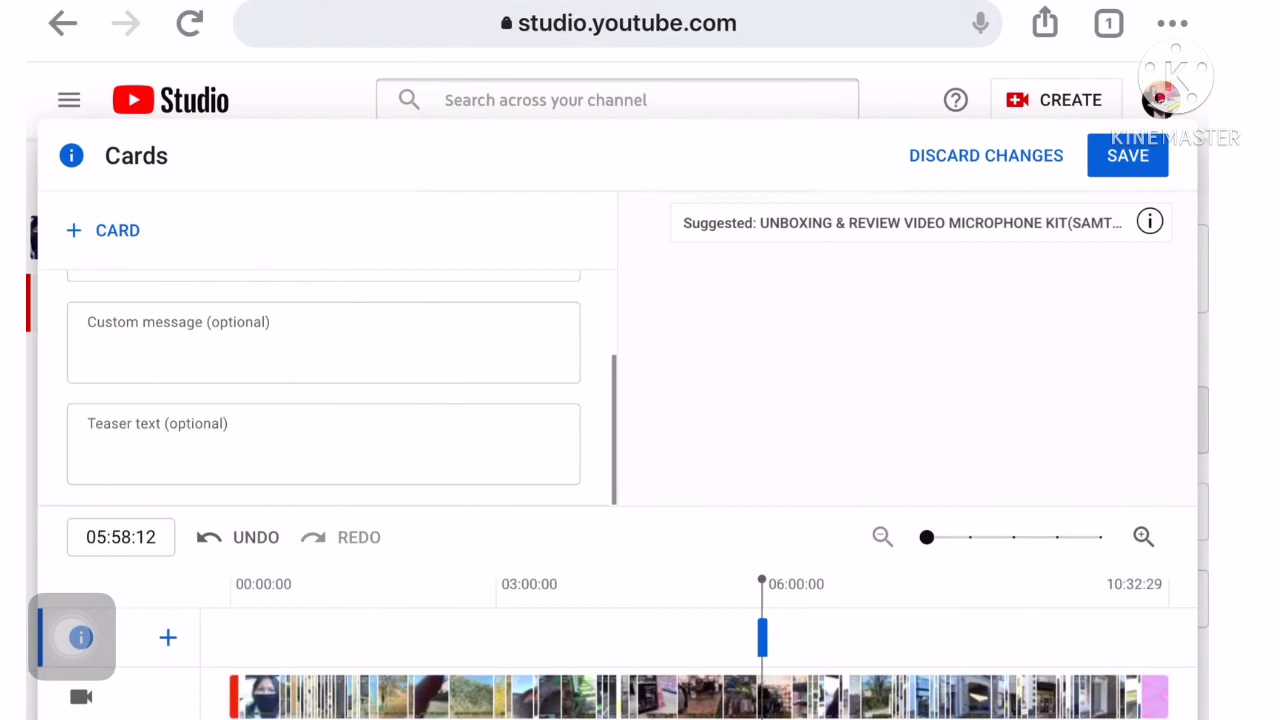 studio.youtube.com
1
Studio
Search across your channel
CREATE
KINEMASTER
Cards
DISCARD CHANGES
SAVE
+ CARD
Suggested: UNBOXING & REVIEW VIDEO MICROPHONE KIT(SAMT...
Custom message (optional)
Teaser text (optional)
05:58:12
UNDO
REDO
00:00:00
03:00:00
06:00:00
10:32:29